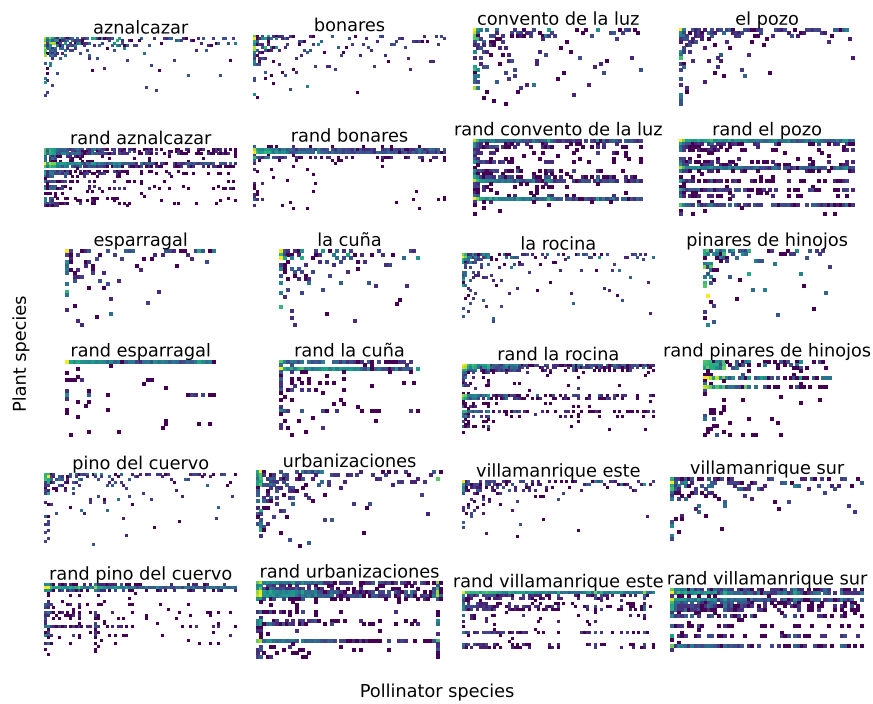 aznalcazar
bonares
convento de la luz
el pozo
rand aznalcazar
rand bonares
rand convento de la luz
rand el pozo
esparragal
la cuña
la rocina
pinares de hinojos
Plant species
rand esparragal
rand la cuña
rand la rocina
rand pinares de hinojos
pino del cuervo
urbanizaciones
villamanrique este
villamanrique sur
rand pino del cuervo
rand urbanizaciones
rand villamanrique este
rand villamanrique sur
Pollinator species